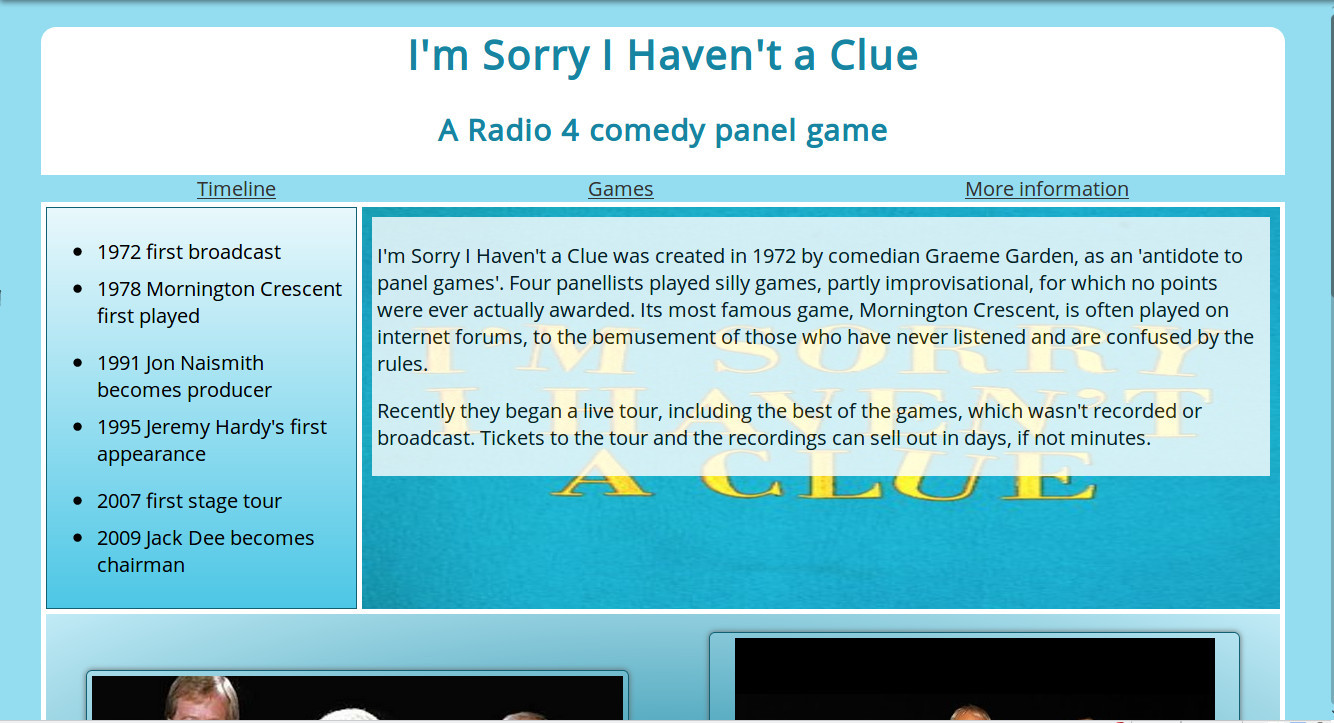 I'm Sorry I Haven't a Clue
A Radio 4 comedy panel game
Timeline Games More information
1972 first broadcast
1978 Mornington Crescent
first played
1991 Jon Naismith
becomes producer
1995 Jeremy Hardy's first
appearance
2007 first stage tour
2009 Jack Dee becomes
chairman
I'm Sorry I Haven't a Clue was created in 1972 by comedian Graeme Garden, as an 'antidote to
panel games'. Four panellists played silly games, partly improvisational, for which no points
were ever actually awarded. Its most famous game, Mornington Crescent, is often played on
internet forums, to the bemusement of those who have never listened and are confused by the
rules.
Recently they began a live tour, including the best of the games, which wasn't recorded or
broadcast. Tickets to the tour and the recordings can sell out in days, if not minutes.
I'M SORRY
I HAVEN'T
A CLUE